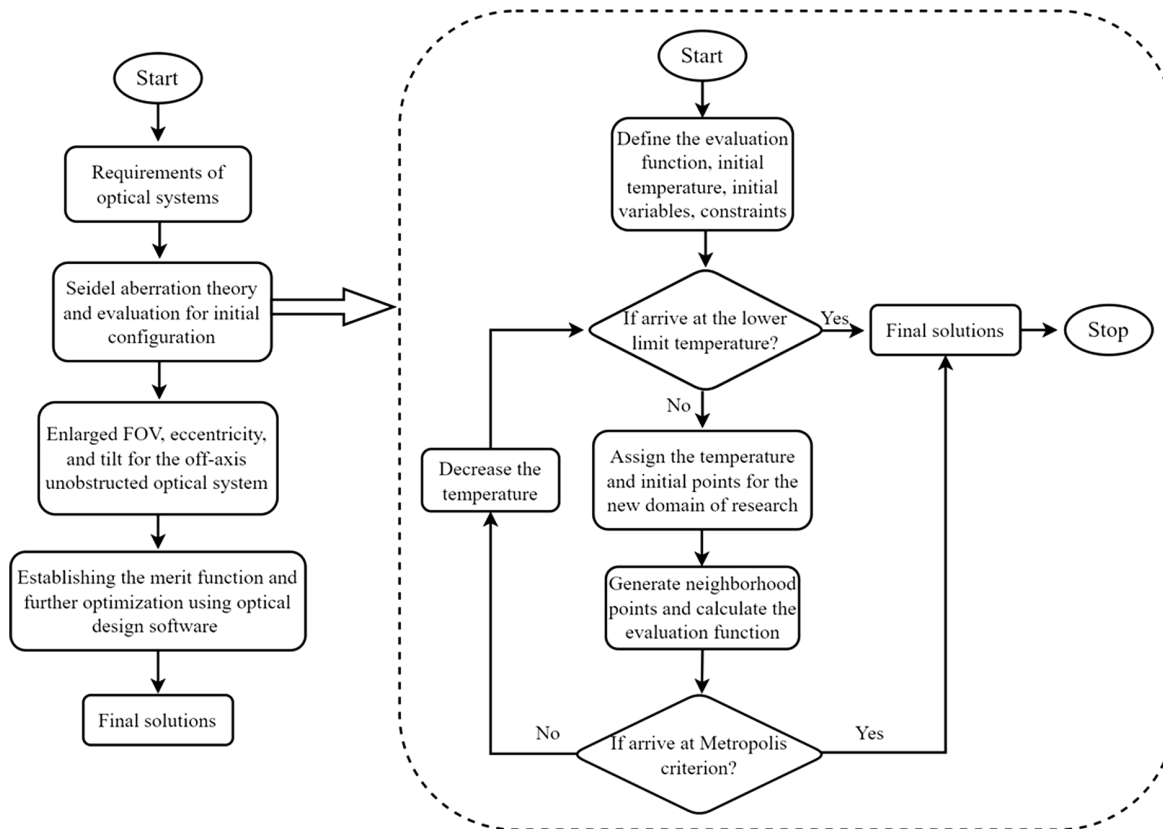 Start
Requirements of
optical systems
Seidel aberration theory
and evaluation for initial
configuration
Enlarged FOV, eccentricity,
and tilt for the off-axis
unobstructed optical system
Establishing the merit function and
further optimization using optical
design software
Final solutions
Start
Define the evaluation
function, initial
temperature, initial
variables, constraints
If arrive at the lower
limit temperature?
Yes
Final solutions
Stop
No
Assign the temperature
and initial points for the
new domain of research
Decrease the
temperature
Generate neighborhood
points and calculate the
evaluation function
If arrive at Metropolis
criterion?
No
Yes